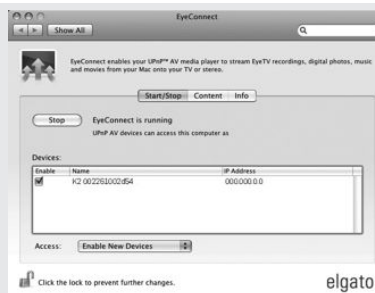 EyeConnect
Show All
EyeConnect enables your UPnP™ AV media player to stream EyeTV recordings, digital photos, music
and movies from your Mac onto your TV or stereo.
Start/Stop Content Info
Stop EyeConnect is running
UPnP AV devices can access this computer as
Devices:
Enable Name IP Address
K2 002261002d54 000.000.0.0
Access: Enable New Devices
Click the lock to prevent further changes.
elgato